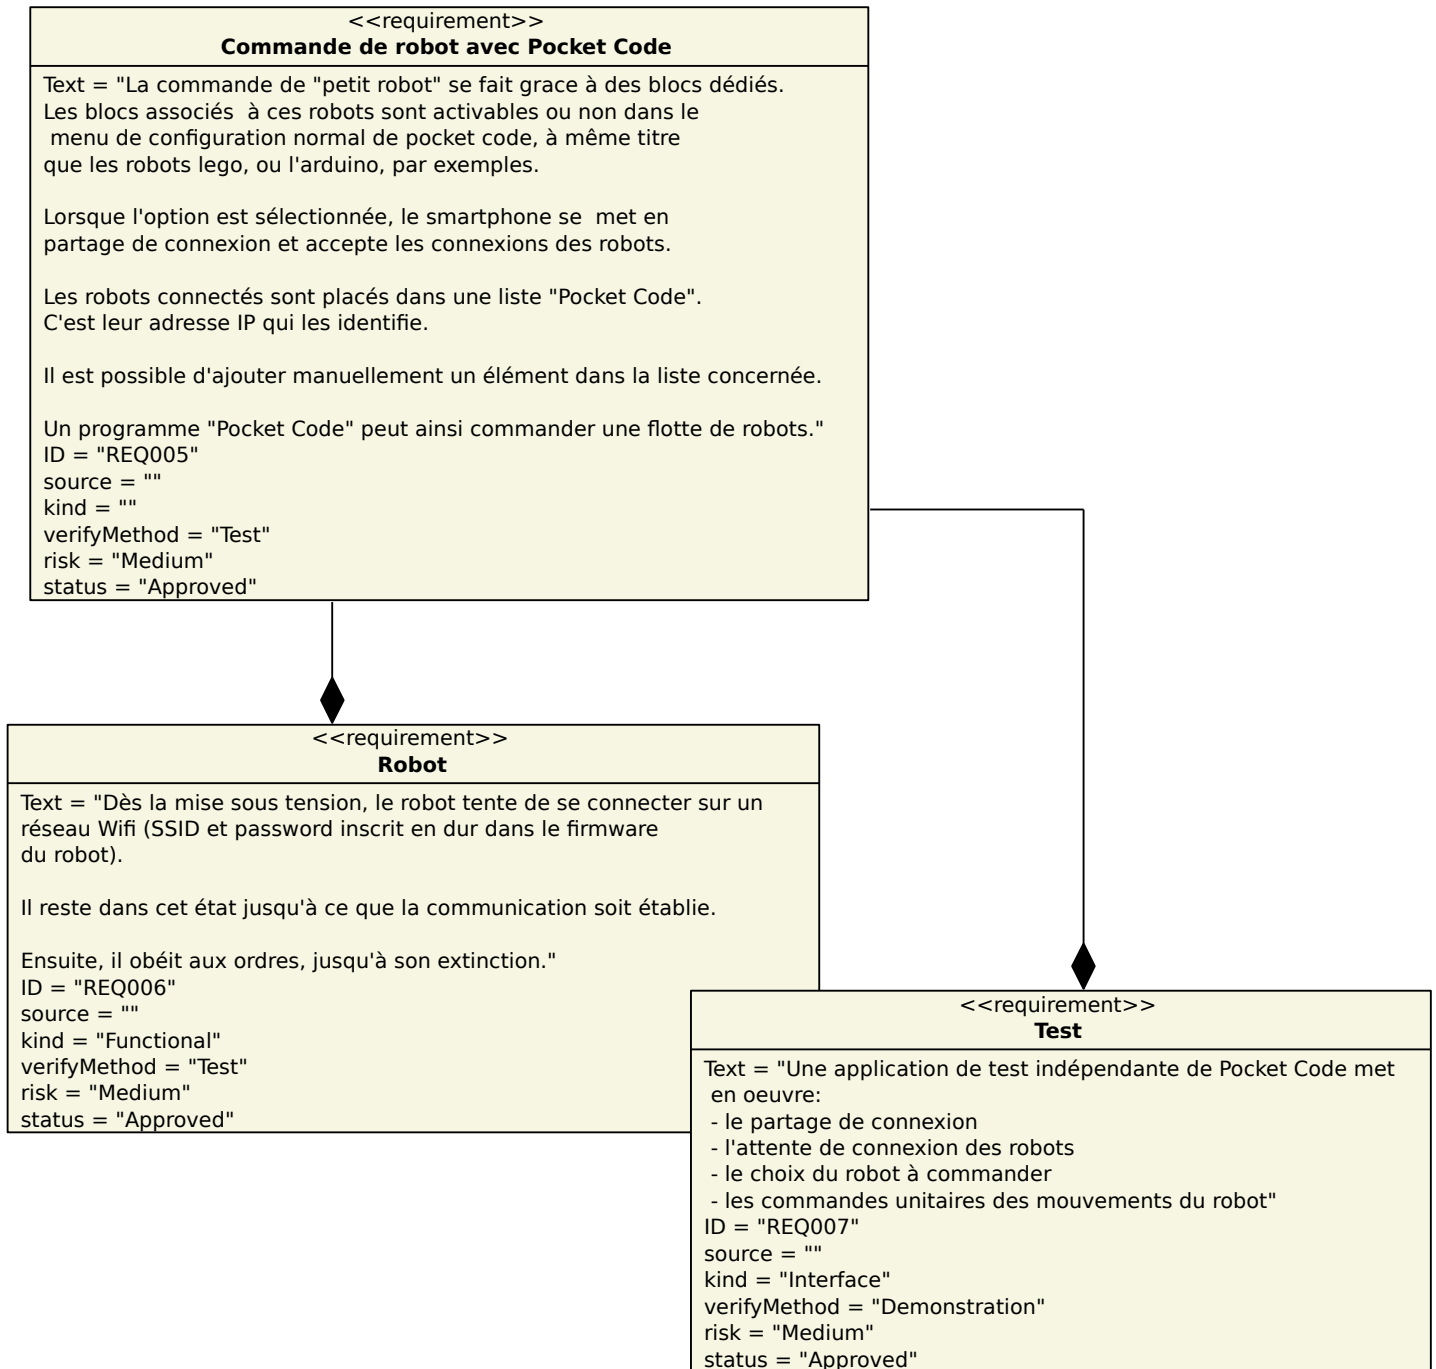 <<requirement>>
Commande de robot avec Pocket Code
Text = "La commande de "petit robot" se fait grace à des blocs dédiés.
Les blocs associés  à ces robots sont activables ou non dans le
menu de configuration normal de pocket code, à même titre
que les robots lego, ou l'arduino, par exemples.
Lorsque l'option est sélectionnée, le smartphone se  met en
partage de connexion et accepte les connexions des robots.
Les robots connectés sont placés dans une liste "Pocket Code".
C'est leur adresse IP qui les identifie.
Il est possible d'ajouter manuellement un élément dans la liste concernée.
Un programme "Pocket Code" peut ainsi commander une flotte de robots."
ID = "REQ005"
source = ""
kind = ""
verifyMethod = "Test"
risk = "Medium"
status = "Approved"
<<requirement>>
Robot
Text = "Dès la mise sous tension, le robot tente de se connecter sur un
réseau Wifi (SSID et password inscrit en dur dans le firmware
du robot).
Il reste dans cet état jusqu'à ce que la communication soit établie.
Ensuite, il obéit aux ordres, jusqu'à son extinction."
ID = "REQ006"
source = ""
kind = "Functional"
verifyMethod = "Test"
risk = "Medium"
status = "Approved"
<<requirement>>
Test
Text = "Une application de test indépendante de Pocket Code met
en oeuvre:
- le partage de connexion
- l'attente de connexion des robots
- le choix du robot à commander
- les commandes unitaires des mouvements du robot"
ID = "REQ007"
source = ""
kind = "Interface"
verifyMethod = "Demonstration"
risk = "Medium"
status = "Approved"